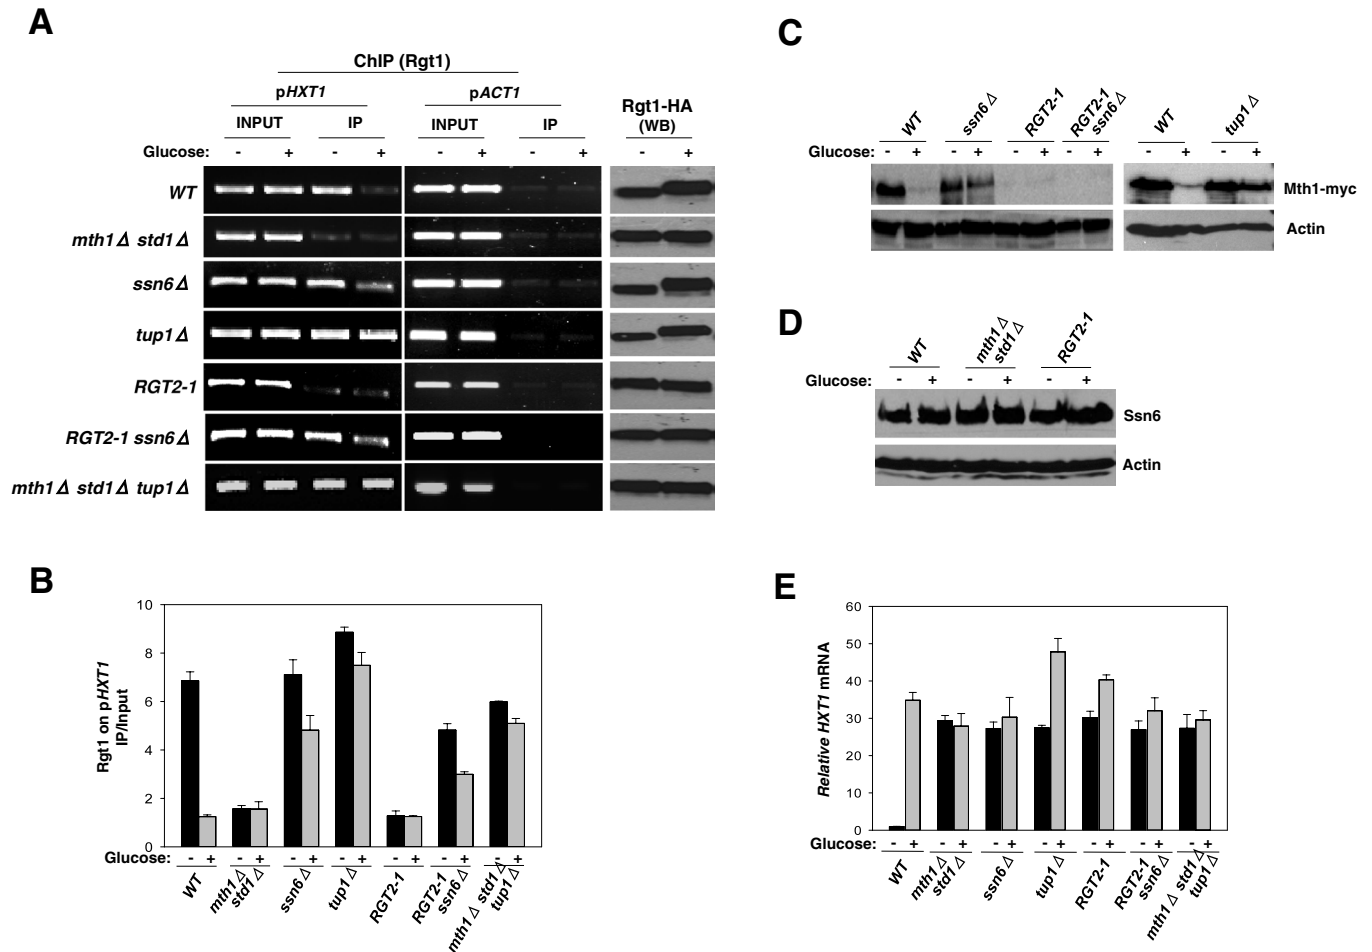 A
ChIP (Rgt1)
pHXT1
pACT1
Rgt1-HA
(WB)
INPUT
IP
INPUT
IP
Glucose: - + - + - + - + - +
WT
mth1Δ std1Δ
ssn6Δ
tup1Δ
RGT2-1
RGT2-1 ssn6Δ
mth1Δ std1Δ tup1Δ
B
Rgt1 on pHXT1
IP/Input
10
8
6
4
2
0
Glucose: - + - + - + - + - + - + - +
WT
mth1Δ
std1Δ
ssn6Δ
tup1Δ
RGT2-1
RGT2-1
ssn6Δ
mth1Δ std1Δ
tup1Δ
C
WT
ssn6Δ
RGT2-1
RGT2-1
ssn6Δ
WT
tup1Δ
Glucose: - + - + - + - + - + - +
Mth1-myc
Actin
D
WT
mth1Δ
std1Δ
RGT2-1
Glucose: - + - + - +
Ssn6
Actin
E
Relative HXT1 mRNA
60
50
40
30
20
10
0
Glucose: - + - + - + - + - + - + - +
WT
mth1Δ
std1Δ
ssn6Δ
tup1Δ
RGT2-1
RGT2-1
ssn6Δ
mth1Δ std1Δ
tup1Δ